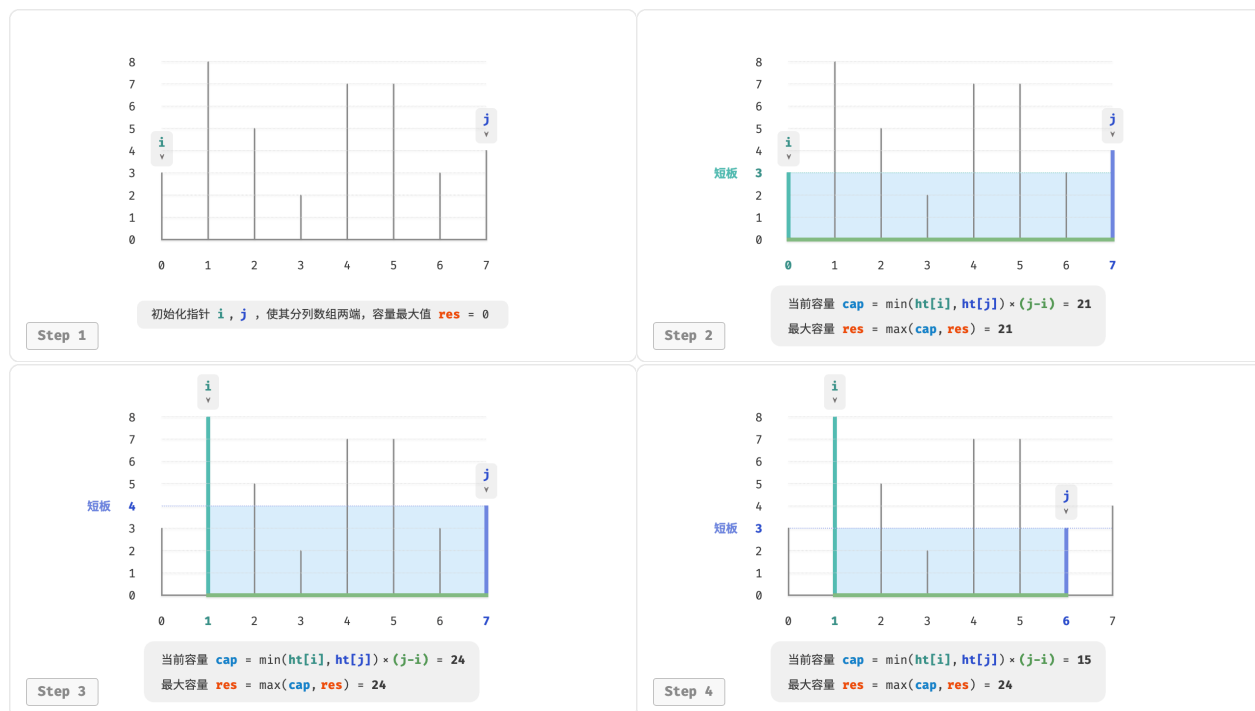 8
7
6
5
4
3
2
1
0
i
j
0 1 2 3 4 5 6 7
初始化指针 i , j , 使其分列数组两端，容量最大值 res = 0
Step 1
8
7
6
5
4
短板 3
2
1
0
i
j
0 1 2 3 4 5 6 7
当前容量 cap = min(ht[i], ht[j]) × (j-i) = 21
最大容量 res = max(cap, res) = 21
Step 2
i
8
7
6
5
短板 4
3
2
1
0
j
0 1 2 3 4 5 6 7
当前容量 cap = min(ht[i], ht[j]) × (j-i) = 24
最大容量 res = max(cap, res) = 24
Step 3
i
8
7
6
5
4
短板 3
2
1
0
j
0 1 2 3 4 5 6 7
当前容量 cap = min(ht[i], ht[j]) × (j-i) = 15
最大容量 res = max(cap, res) = 24
Step 4